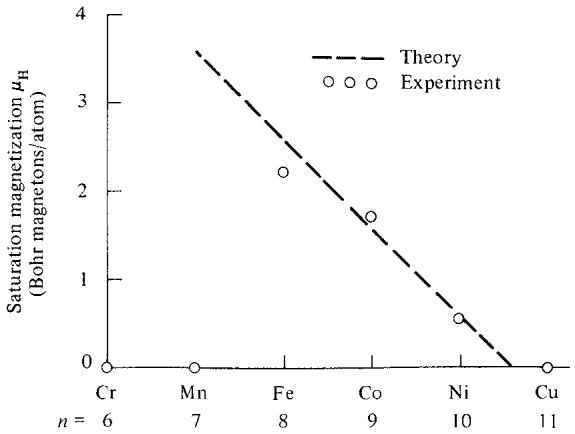 4
3
2
1
0
Saturation magnetization μH
(Bohr magnetons/atom)
Theory
Experiment
Cr Mn Fe Co Ni Cu
n = 6 7 8 9 10 11